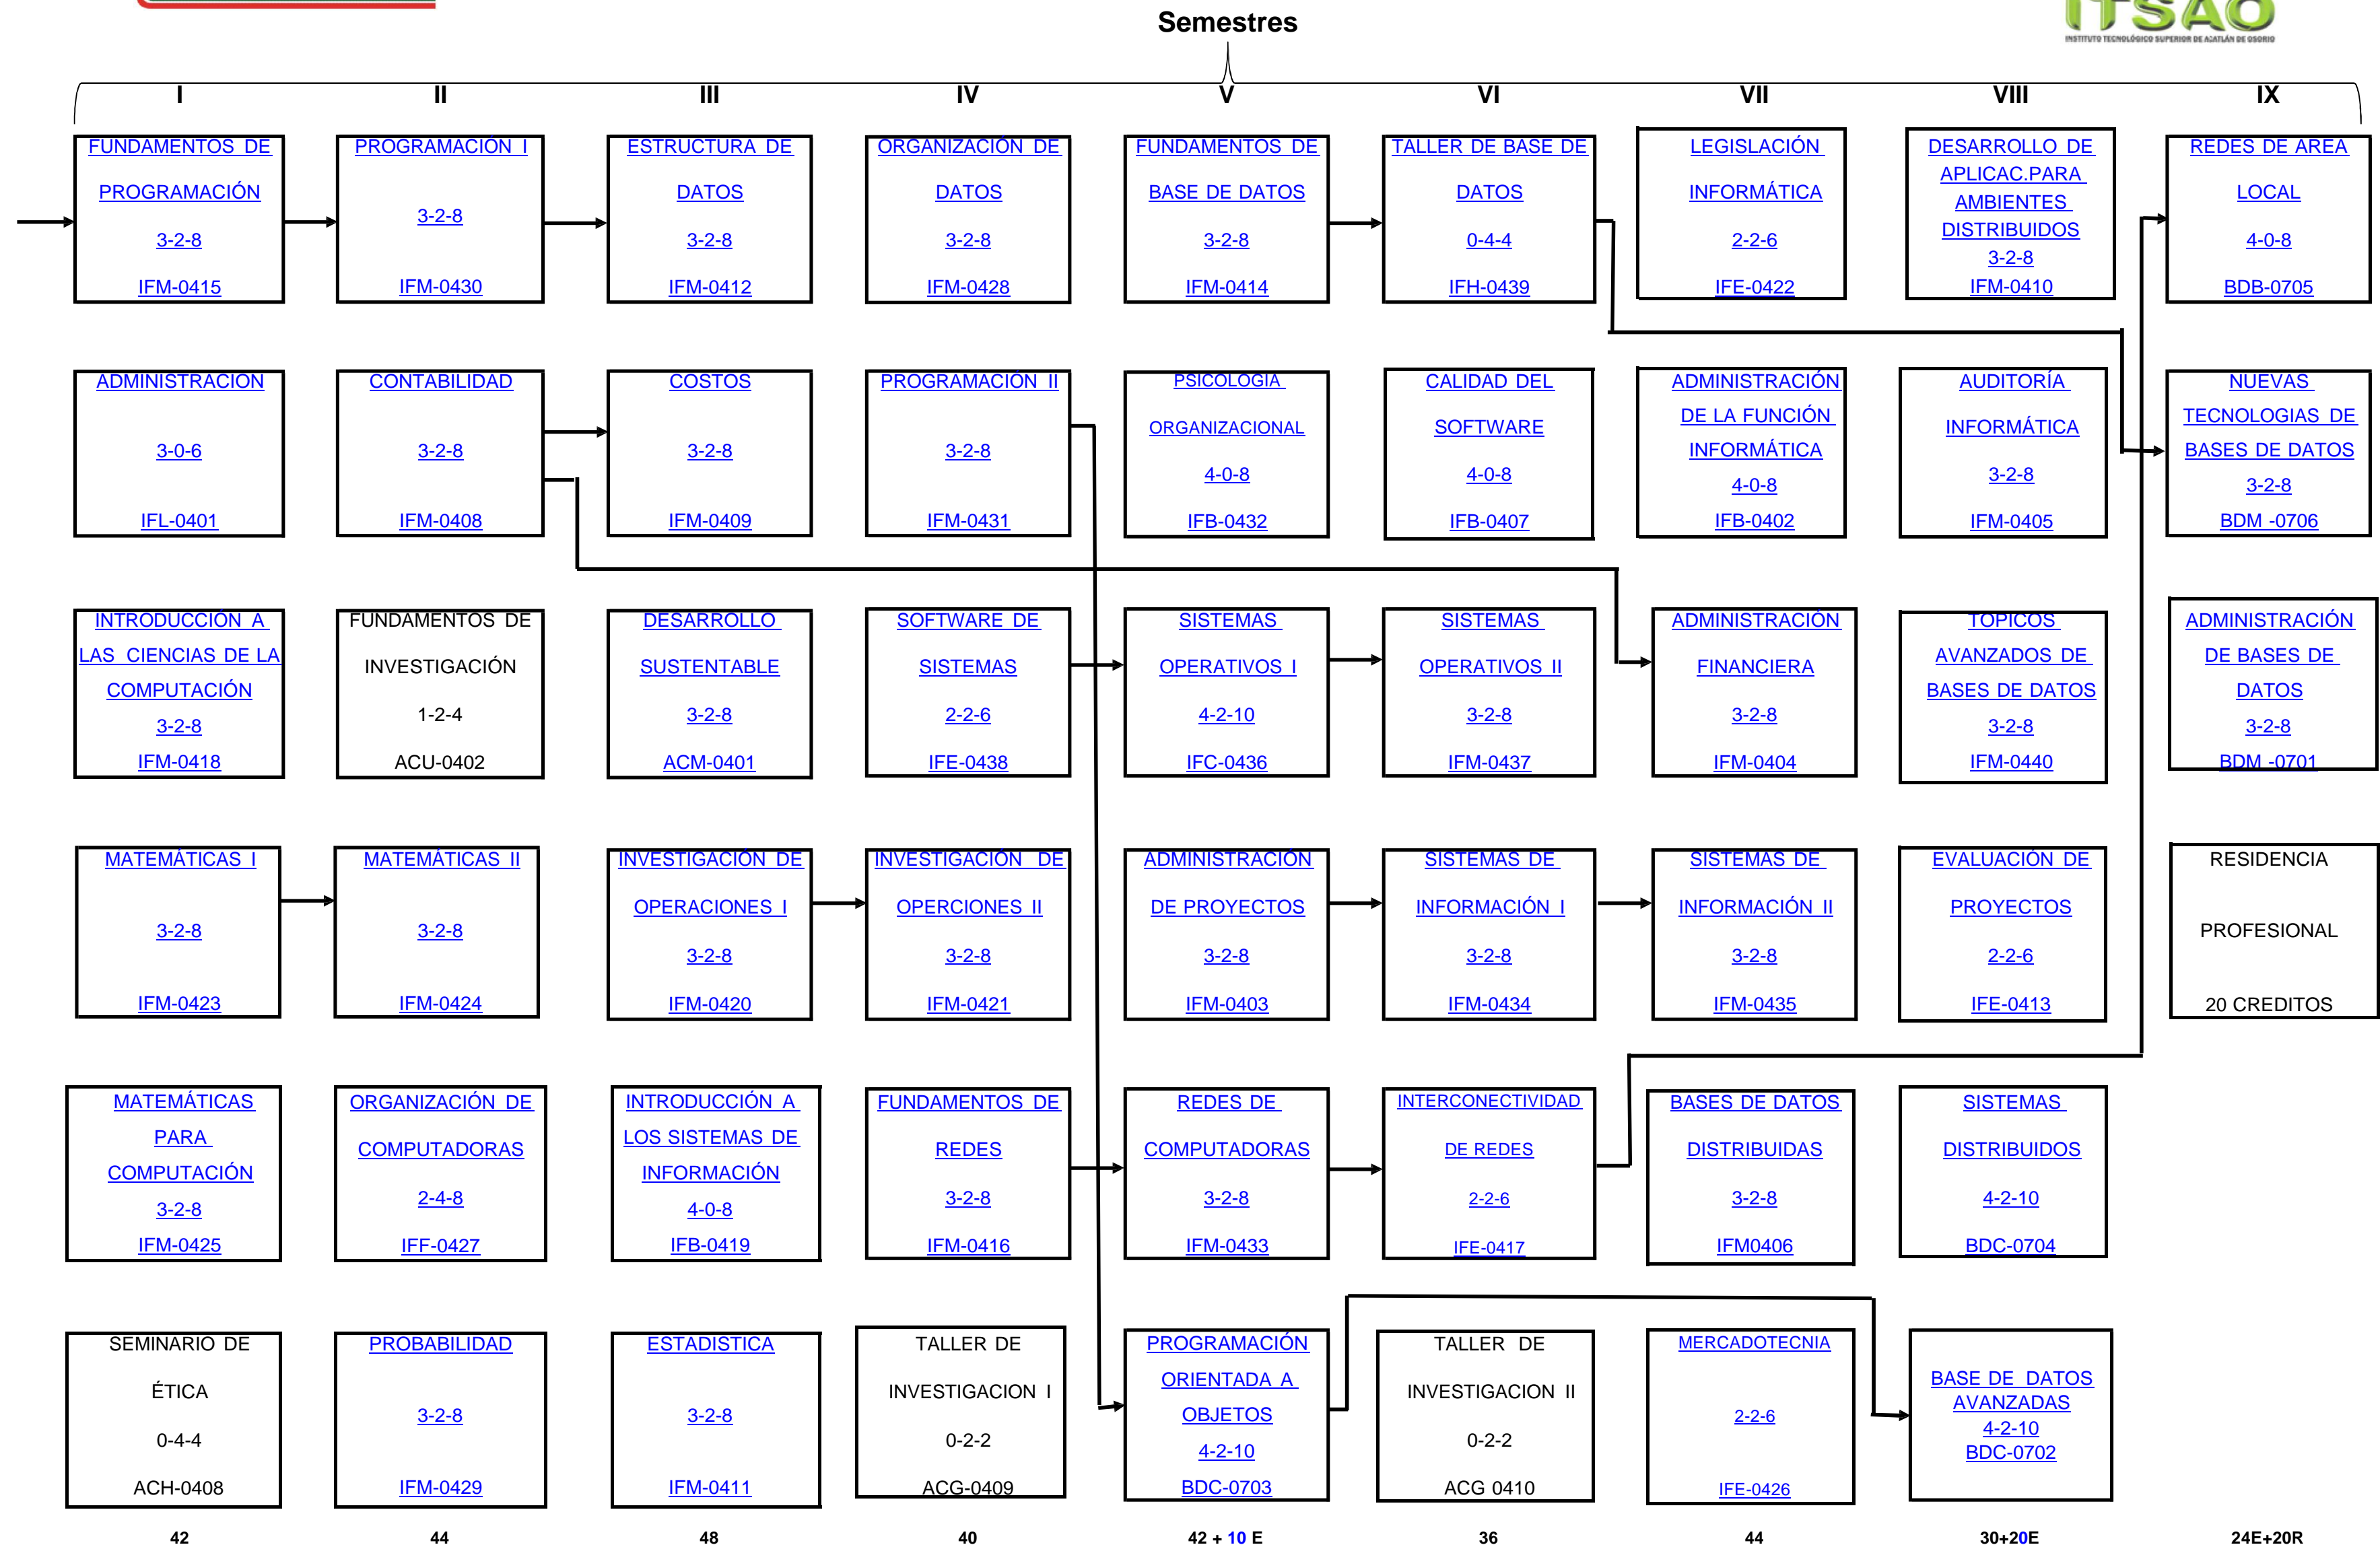 ITSAO
INSTITUTO TECNOLÓGICO SUPERIOR DE ACATLÁN DE OSORIO
Semestres
I II III IV V VI VII VIII IX
FUNDAMENTOS DE
PROGRAMACIÓN
3-2-8
IFM-0415
PROGRAMACIÓN I
3-2-8
IFM-0430
ESTRUCTURA DE
DATOS
3-2-8
IFM-0412
ORGANIZACIÓN DE
DATOS
3-2-8
IFM-0428
FUNDAMENTOS DE
BASE DE DATOS
3-2-8
IFM-0414
TALLER DE BASE DE
DATOS
0-4-4
IFH-0439
LEGISLACIÓN
INFORMÁTICA
2-2-6
IFE-0422
DESARROLLO DE
APLICAC.PARA
AMBIENTES
DISTRIBUIDOS
3-2-8
IFM-0410
REDES DE AREA
LOCAL
4-0-8
BDB-0705
ADMINISTRACIÓN
3-0-6
IFL-0401
CONTABILIDAD
3-2-8
IFM-0408
COSTOS
3-2-8
IFM-0409
PROGRAMACIÓN II
3-2-8
IFM-0431
PSICOLOGÍA
ORGANIZACIONAL
4-0-8
IFB-0432
CALIDAD DEL
SOFTWARE
4-0-8
IFB-0407
ADMINISTRACIÓN
DE LA FUNCIÓN
INFORMÁTICA
4-0-8
IFB-0402
AUDITORÍA
INFORMÁTICA
3-2-8
IFM-0405
NUEVAS
TECNOLOGIAS DE
BASES DE DATOS
3-2-8
BDM -0706
INTRODUCCIÓN A
LAS CIENCIAS DE LA
COMPUTACIÓN
3-2-8
IFM-0418
FUNDAMENTOS DE
INVESTIGACIÓN
1-2-4
ACU-0402
DESARROLLO
SUSTENTABLE
3-2-8
ACM-0401
SOFTWARE DE
SISTEMAS
2-2-6
IFE-0438
SISTEMAS
OPERATIVOS I
4-2-10
IFC-0436
SISTEMAS
OPERATIVOS II
3-2-8
IFM-0437
ADMINISTRACIÓN
FINANCIERA
3-2-8
IFM-0404
TOPICOS
AVANZADOS DE
BASES DE DATOS
3-2-8
IFM-0440
ADMINISTRACIÓN
DE BASES DE
DATOS
3-2-8
BDM -0701
MATEMÁTICAS I
3-2-8
IFM-0423
MATEMÁTICAS II
3-2-8
IFM-0424
INVESTIGACIÓN DE
OPERACIONES I
3-2-8
IFM-0420
INVESTIGACIÓN DE
OPERCIONES II
3-2-8
IFM-0421
ADMINISTRACIÓN
DE PROYECTOS
3-2-8
IFM-0403
SISTEMAS DE
INFORMACIÓN I
3-2-8
IFM-0434
SISTEMAS DE
INFORMACIÓN II
3-2-8
IFM-0435
EVALUACIÓN DE
PROYECTOS
2-2-6
IFE-0413
RESIDENCIA
PROFESIONAL
20 CREDITOS
MATEMÁTICAS
PARA
COMPUTACIÓN
3-2-8
IFM-0425
ORGANIZACIÓN DE
COMPUTADORAS
2-4-8
IFF-0427
INTRODUCCIÓN A
LOS SISTEMAS DE
INFORMACIÓN
4-0-8
IFB-0419
FUNDAMENTOS DE
REDES
3-2-8
IFM-0416
REDES DE
COMPUTADORAS
3-2-8
IFM-0433
INTERCONECTIVIDAD
DE REDES
2-2-6
IFE-0417
BASES DE DATOS
DISTRIBUIDAS
3-2-8
IFM0406
SISTEMAS
DISTRIBUIDOS
4-2-10
BDC-0704
SEMINARIO DE
ÉTICA
0-4-4
ACH-0408
PROBABILIDAD
3-2-8
IFM-0429
ESTADISTICA
3-2-8
IFM-0411
TALLER DE
INVESTIGACION I
0-2-2
ACG-0409
PROGRAMACIÓN
ORIENTADA A
OBJETOS
4-2-10
BDC-0703
TALLER DE
INVESTIGACION II
0-2-2
ACG 0410
MERCADOTECNIA
2-2-6
IFE-0426
BASE DE DATOS
AVANZADAS
4-2-10
BDC-0702
42 44 48 40 42 + 10 E 36 44 30+20E 24E+20R